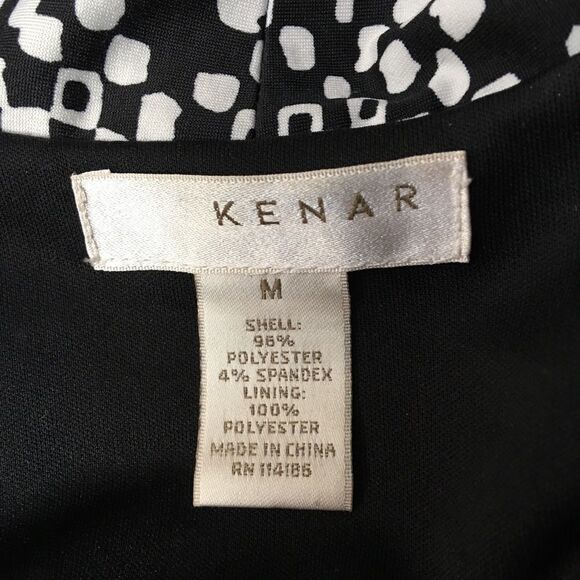 KENAR
M
SHELL:
96%
POLYESTER
4% SPANDEX
LINING:
100%
POLYESTER
MADE IN CHINA
RN 114186